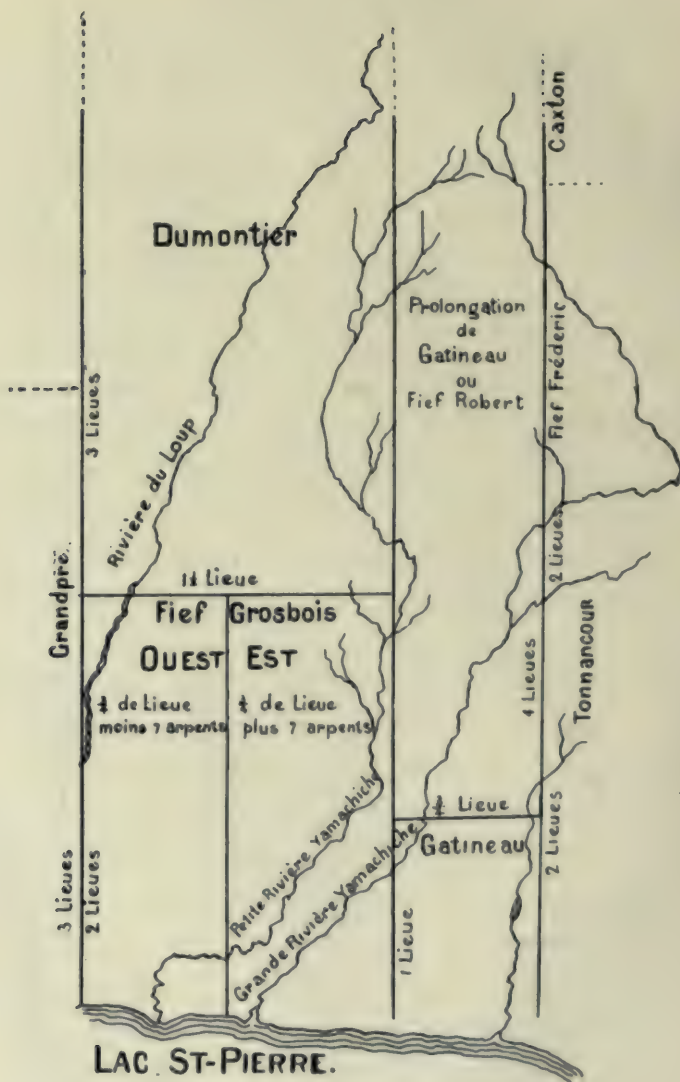 Caxton
Dumontier
Prolongation
de
Gatineau
ou
Fief Robert
Fief Fréderic
3 Lieues
Rivière du Loup
2 Lieues
1½ Lieue
Grandpré
Fief Grosbois
OUEST EST
¾ de Lieue
moins 7 arpents
¾ de Lieue
plus 7 arpents
4 Lieues
Tonnancour
¾ Lieue
Gatineau
2 Lieues
Petite Rivière Yamachiche
Grande Rivière Yamachiche
3 Lieues
2 Lieues
1 Lieue
LAC ST-PIERRE.